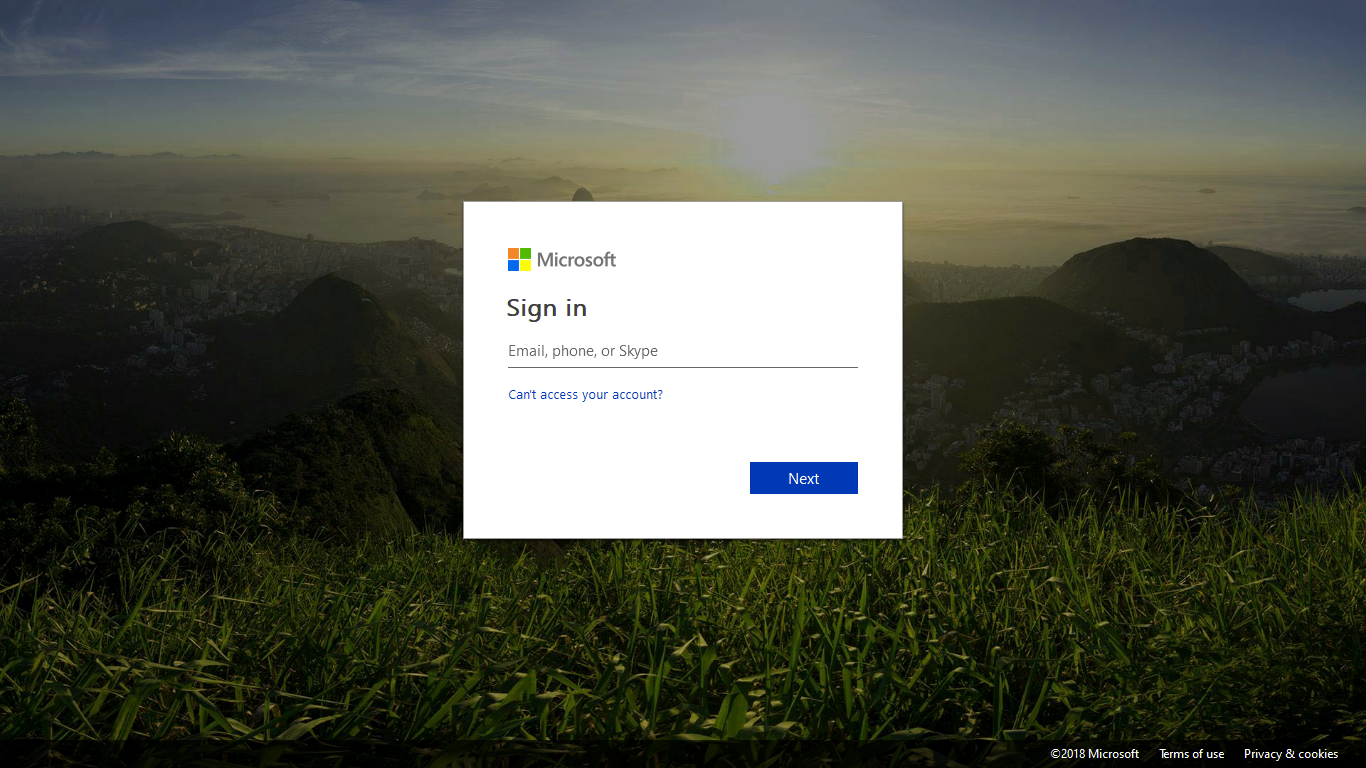 Microsoft
Sign in
Email, phone, or Skype
Can't access your account?
Next
©2018 Microsoft Terms of use Privacy & cookies